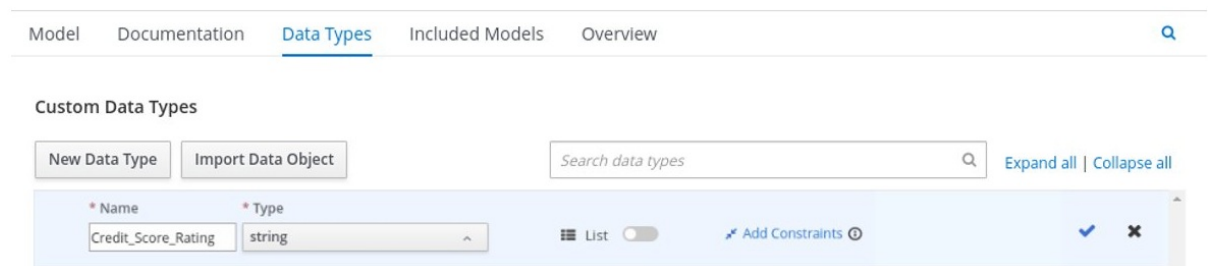 Model Documentation Data Types Included Models Overview
Custom Data Types
New Data Type Import Data Object Search data types Expand all | Collapse all
* Name * Type
Credit_Score_Rating string List Add Constraints